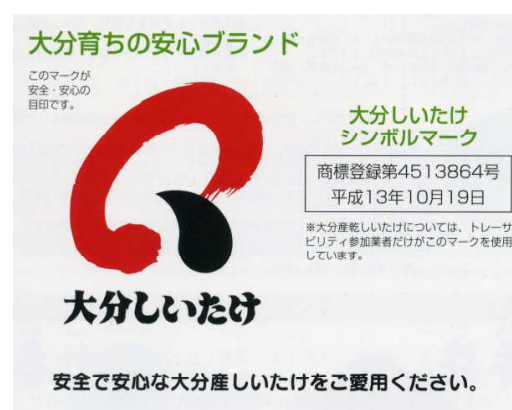 大分育ちの安心ブランド
このマークが
安全・安心の
目印です。
大分しいたけ
シンボルマーク
商標登録第4513864号
平成13年10月19日
※大分産乾しいたけについては、トレーサ
ビリティ参加業者だけがこのマークを使用
しています。
大分しいたけ
安全で安心な大分産しいたけをご愛用ください。